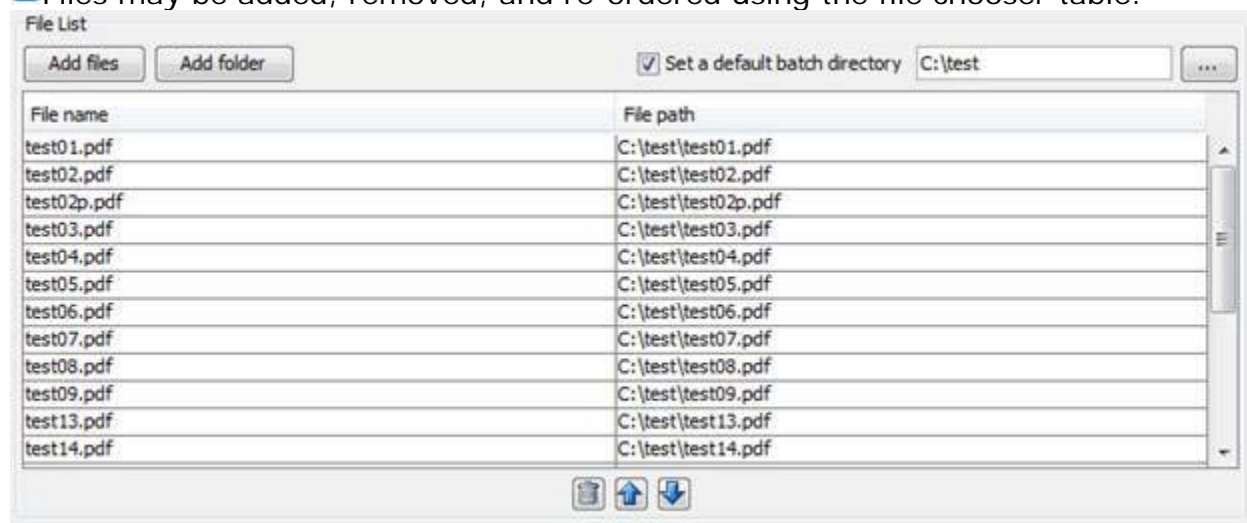 Files may be added, removed, and re-ordered using the file chooser table.
File List
Add files Add folder Set a default batch directory C:\test ...
File name File path
test01.pdf C:\test\test01.pdf
test02.pdf C:\test\test02.pdf
test02p.pdf C:\test\test02p.pdf
test03.pdf C:\test\test03.pdf
test04.pdf C:\test\test04.pdf
test05.pdf C:\test\test05.pdf
test06.pdf C:\test\test06.pdf
test07.pdf C:\test\test07.pdf
test08.pdf C:\test\test08.pdf
test09.pdf C:\test\test09.pdf
test13.pdf C:\test\test13.pdf
test14.pdf C:\test\test14.pdf